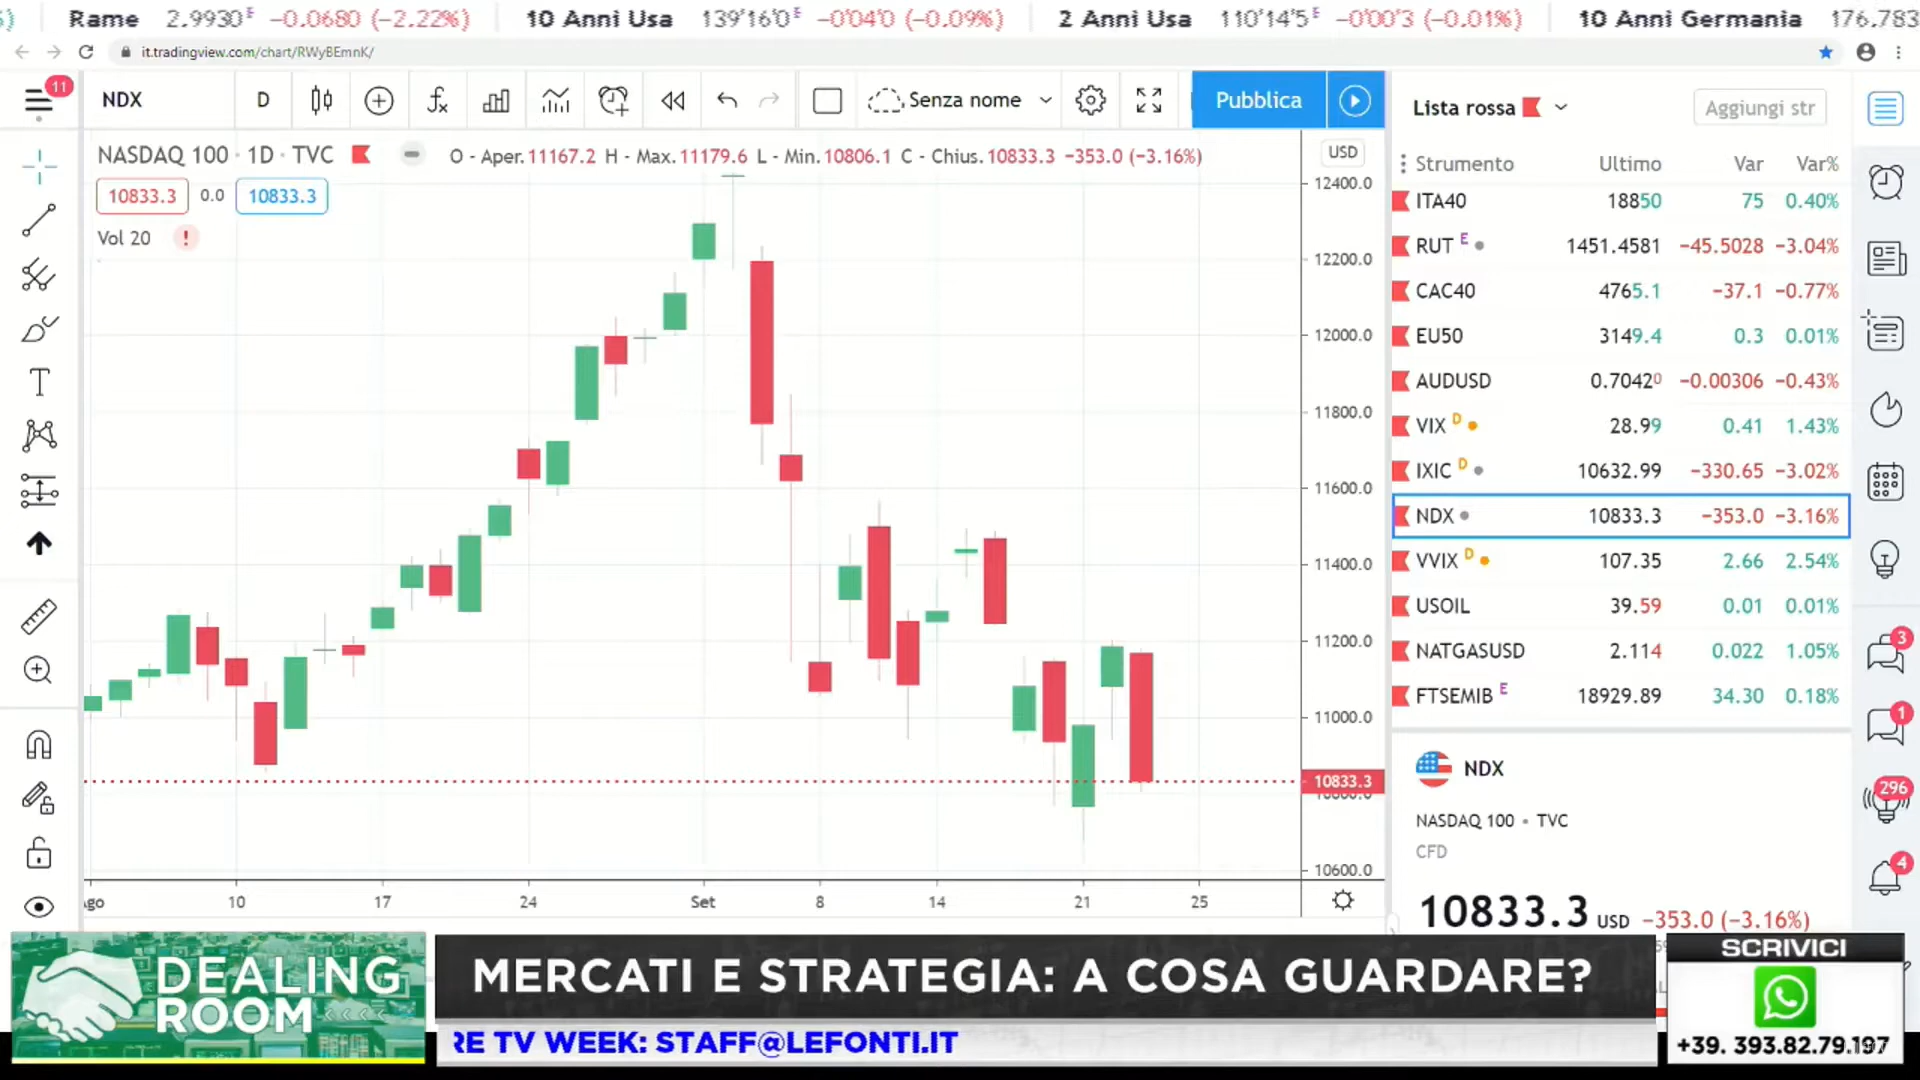 Rame 2.9930 E −0.0680 (−2.22%) 10 Anni Usa 139'16'0 E −0'04'0 (−0.09%) 2 Anni Usa 110'14'5 E −0'00'3 (−0.01%) 10 Anni Germania 176.783
it.tradingview.com/chart/RWyBEmnK/
11
NDX D Senza nome Pubblica
NASDAQ 100 · 1D · TVC O - Aper. 11167.2 H - Max. 11179.6 L - Min. 10806.1 C - Chius. 10833.3 −353.0 (−3.16%)
10833.3 0.0 10833.3
Vol 20 !
USD
12400.0
12200.0
12000.0
11800.0
11600.0
11400.0
11200.0
11000.0
10833.3
10600.0
10 17 24 Set 8 14 21 25
Lista rossa Aggiungi str
Strumento Ultimo Var Var%
ITA40 18850 75 0.40%
RUT E 1451.4581 −45.5028 −3.04%
CAC40 4765.1 −37.1 −0.77%
EU50 3149.4 0.3 0.01%
AUDUSD 0.70420 −0.00306 −0.43%
VIX D 28.99 0.41 1.43%
IXIC D 10632.99 −330.65 −3.02%
NDX 10833.3 −353.0 −3.16%
VVIX D 107.35 2.66 2.54%
USOIL 39.59 0.01 0.01%
NATGASUSD 2.114 0.022 1.05%
FTSEMIB E 18929.89 34.30 0.18%
NDX
NASDAQ 100 • TVC
CFD
10833.3 USD −353.0 (−3.16%)
3
1
296
4
DEALING
ROOM
MERCATI E STRATEGIA: A COSA GUARDARE?
RE TV WEEK: STAFF@LEFONTI.IT
SCRIVICI
+39. 393.82.79.197